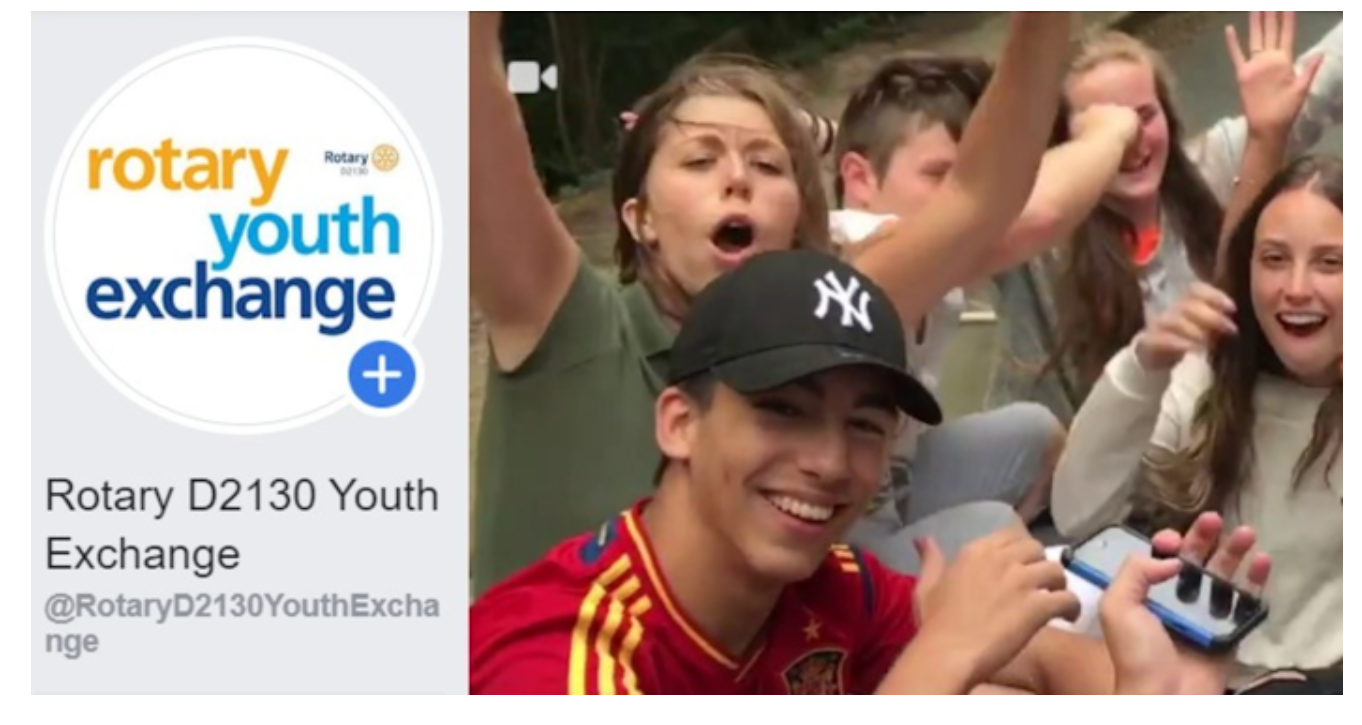 rotary
Rotary
D2130
youth
exchange
Rotary D2130 Youth
Exchange
@RotaryD2130YouthExcha
nge
NY